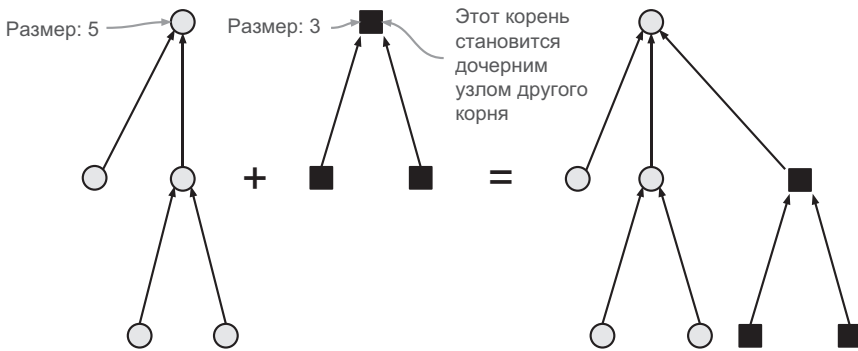 Размер: 5
Размер: 3
Этот корень
становится
дочерним
узлом другого
корня
+
=